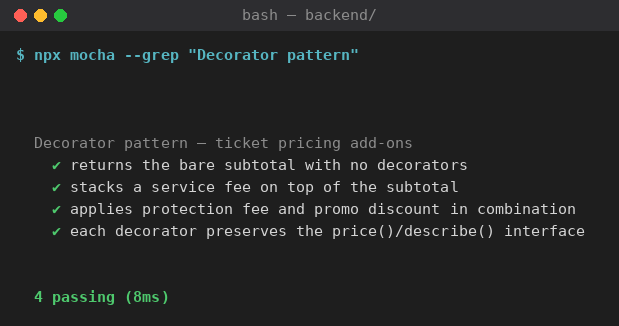 bash — backend/
$ npx mocha --grep "Decorator pattern"
Decorator pattern — ticket pricing add-ons
✔ returns the bare subtotal with no decorators
✔ stacks a service fee on top of the subtotal
✔ applies protection fee and promo discount in combination
✔ each decorator preserves the price()/describe() interface
4 passing (8ms)